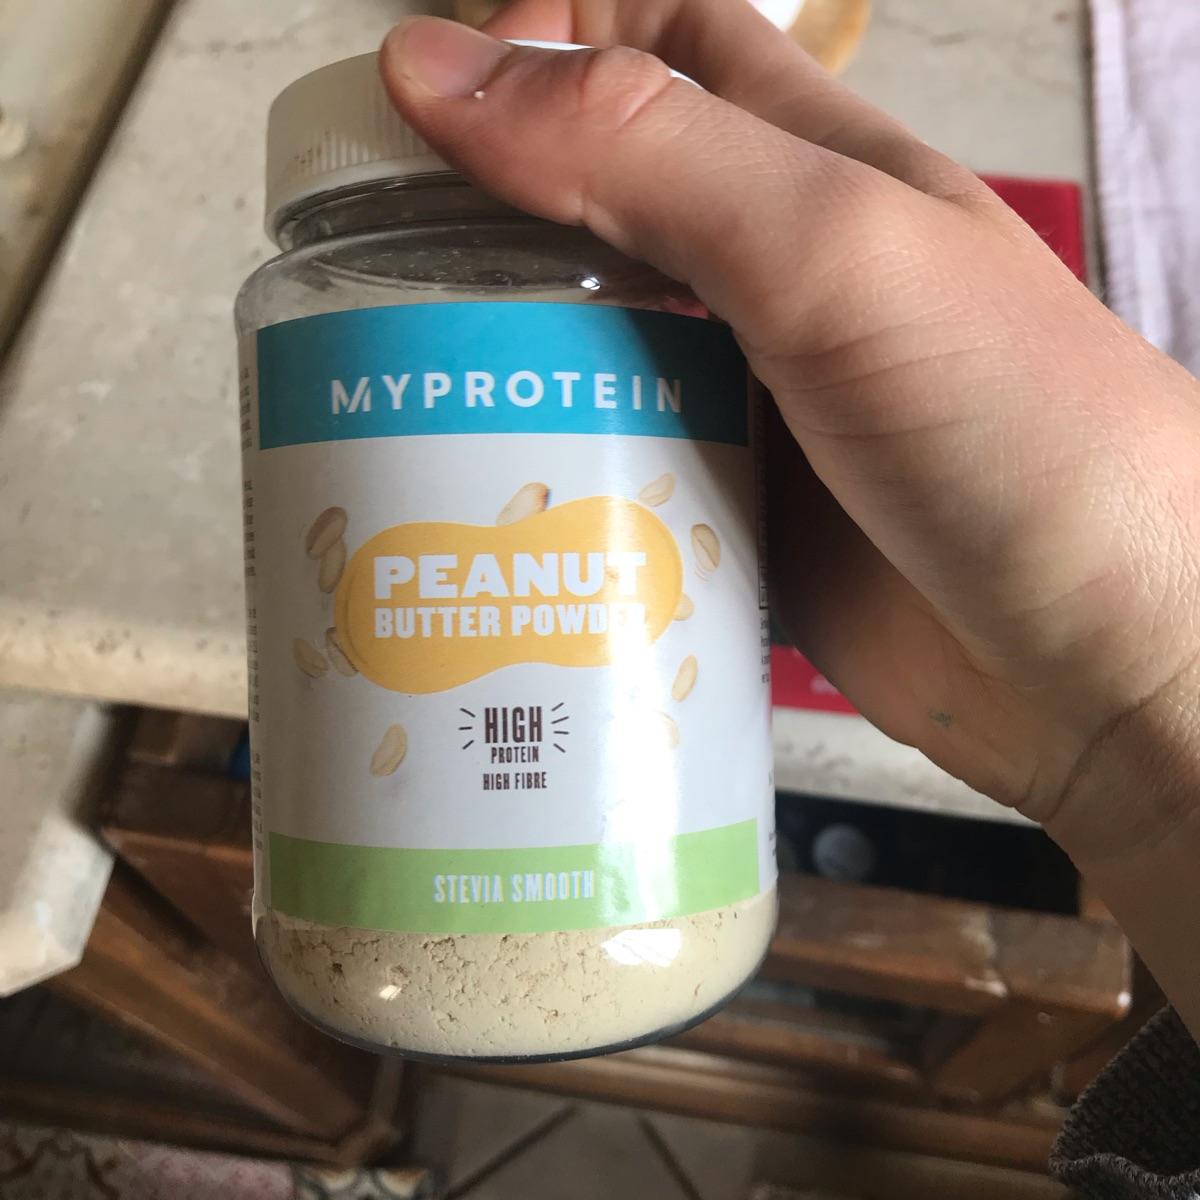 MYPROTEIN
PEANUT
BUTTER POWDER
HIGH
PROTEIN
HIGH FIBRE
STEVIA SMOOTH